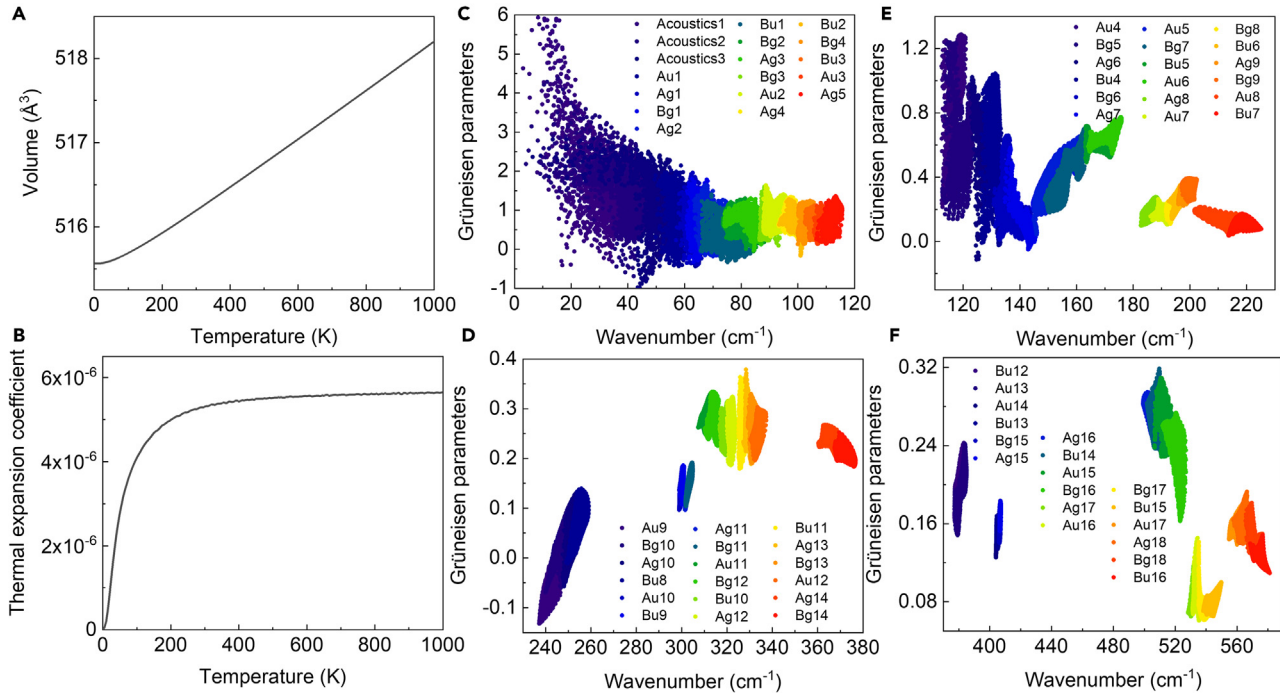 A
518
517
516
Volume (Å³)
0 200 400 600 800 1000
Temperature (K)
B
6x10⁻⁶
4x10⁻⁶
2x10⁻⁶
0
Thermal expansion coefficient
0 200 400 600 800 1000
Temperature (K)
C
6
5
4
3
2
1
0
-1
Grüneisen parameters
Acoustics1
Acoustics2
Acoustics3
Au1
Ag1
Bg1
Ag2
Bu1
Bg2
Ag3
Bg3
Au2
Ag4
Bu2
Bg4
Bu3
Au3
Ag5
0 20 40 60 80 100 120
Wavenumber (cm⁻¹)
D
0.4
0.3
0.2
0.1
0.0
-0.1
Grüneisen parameters
Au9
Bg10
Ag10
Bu8
Au10
Bu9
Ag11
Bg11
Au11
Bg12
Bu10
Ag12
Bu11
Ag13
Bg13
Au12
Ag14
Bg14
240 260 280 300 320 340 360 380
Wavenumber (cm⁻¹)
E
1.2
0.8
0.4
0.0
Grüneisen parameters
Au4
Bg5
Ag6
Bu4
Bg6
Ag7
Au5
Bg7
Bu5
Au6
Ag8
Au7
Bg8
Bu6
Ag9
Bg9
Au8
Bu7
120 140 160 180 200 220
Wavenumber (cm⁻¹)
F
0.32
0.24
0.16
0.08
Grüneisen parameters
Bu12
Au13
Au14
Bu13
Bg15
Ag15
Ag16
Bu14
Au15
Bg16
Ag17
Au16
Bg17
Bu15
Au17
Ag18
Bg18
Bu16
400 440 480 520 560
Wavenumber (cm⁻¹)